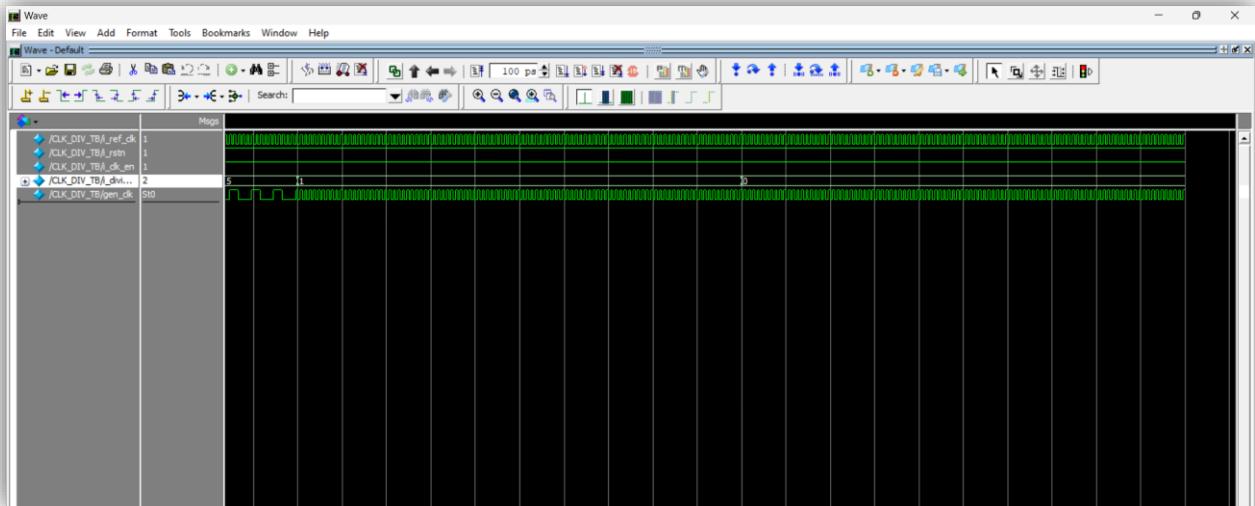 Wave
File Edit View Add Format Tools Bookmarks Window Help
Wave - Default
100 ps
Search:
Msgs
/CLK_DIV_TB/i_ref_clk 1
/CLK_DIV_TB/i_rstn 1
/CLK_DIV_TB/i_clk_en 1
/CLK_DIV_TB/i_divi... 2 5 1 0
/CLK_DIV_TB/gen_clk St0